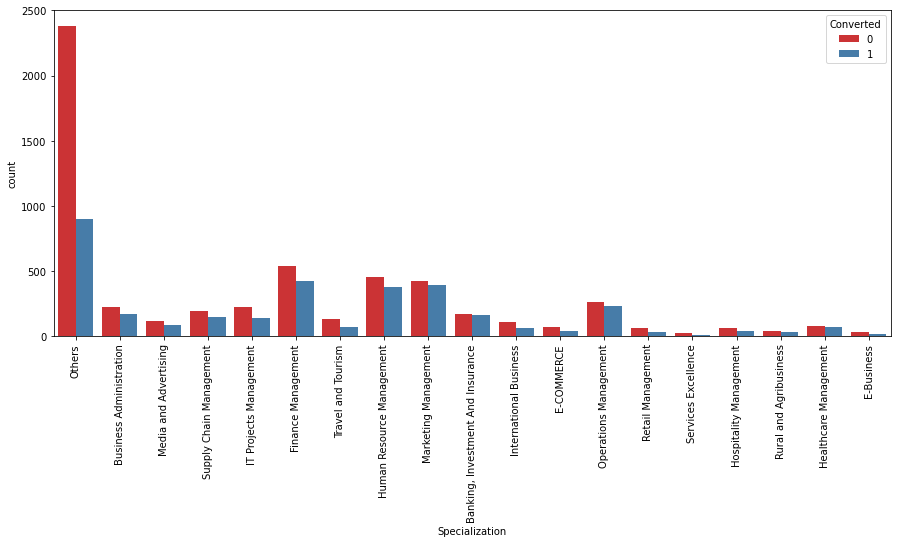 2500
2000
1500
1000
500
0
count
Converted
0
1
Others
Business Administration
Media and Advertising
Supply Chain Management
IT Projects Management
Finance Management
Travel and Tourism
Human Resource Management
Marketing Management
Banking, Investment And Insurance
International Business
E-COMMERCE
Operations Management
Retail Management
Services Excellence
Hospitality Management
Rural and Agribusiness
Healthcare Management
E-Business
Specialization